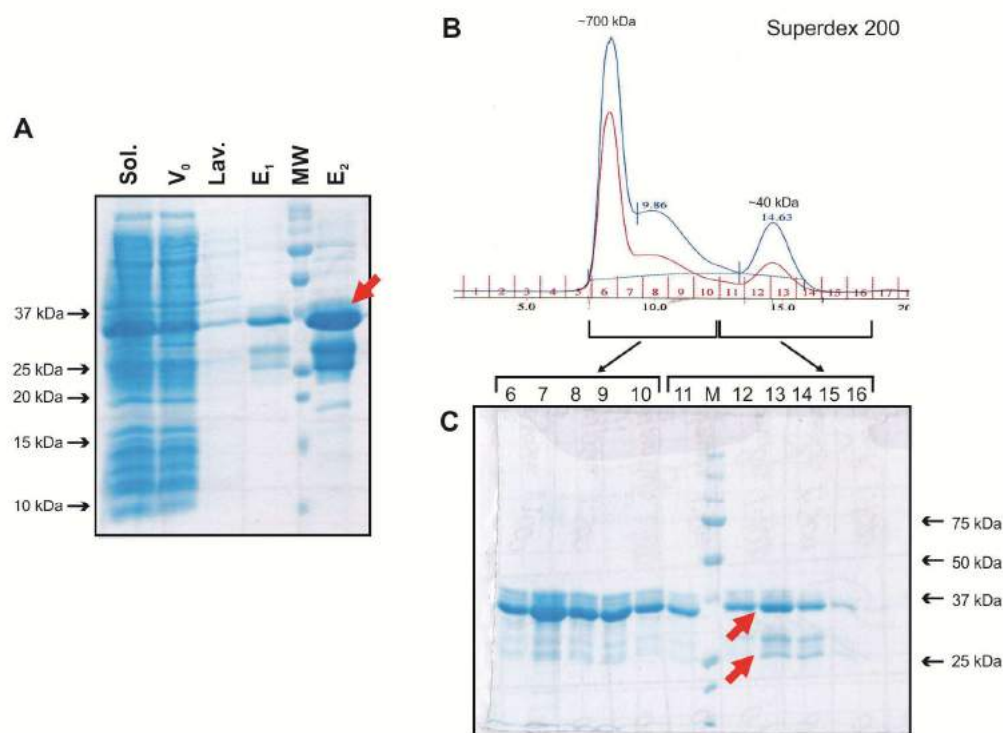 A
Sol.
V₀
Lav.
E₁
MW
E₂
37 kDa
25 kDa
20 kDa
15 kDa
10 kDa
B
Superdex 200
~700 kDa
9.86
~40 kDa
14.63
1 2 3 4 5 6 7 8 9 10 11 12 13 14 15 16 17
5.0 10.0 15.0
C
6 7 8 9 10 11 M 12 13 14 15 16
75 kDa
50 kDa
37 kDa
25 kDa